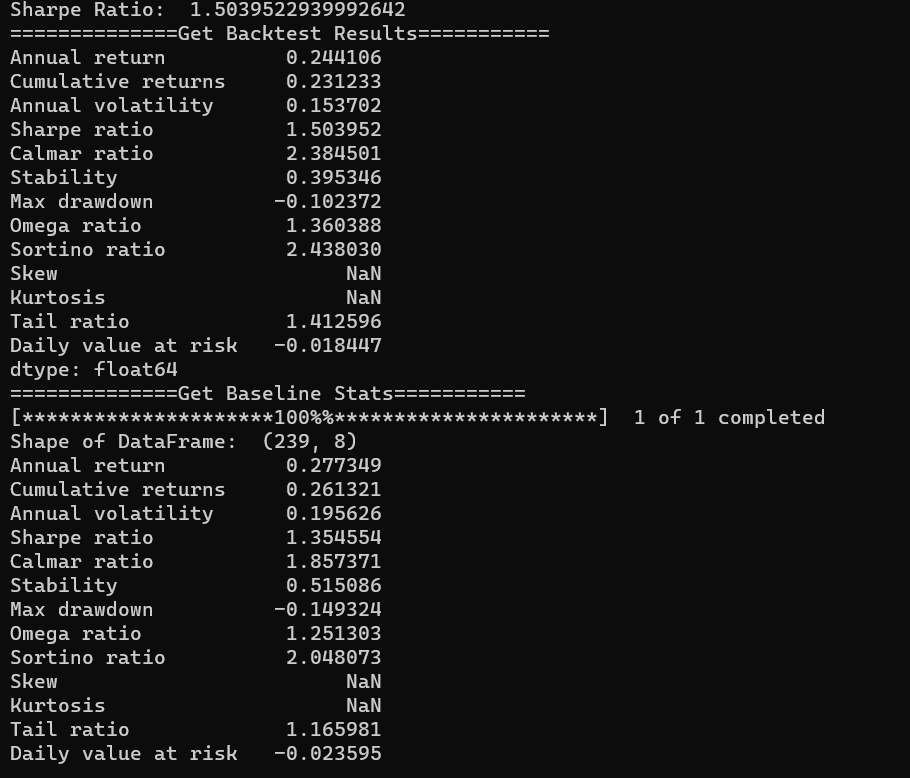 Sharpe Ratio:  1.5039522939992642
==============Get Backtest Results===========
Annual return          0.244106
Cumulative returns     0.231233
Annual volatility      0.153702
Sharpe ratio           1.503952
Calmar ratio           2.384501
Stability              0.395346
Max drawdown          -0.102372
Omega ratio            1.360388
Sortino ratio          2.438030
Skew                        NaN
Kurtosis                    NaN
Tail ratio             1.412596
Daily value at risk   -0.018447
dtype: float64
==============Get Baseline Stats===========
[*********************100%%**********************]  1 of 1 completed
Shape of DataFrame:  (239, 8)
Annual return          0.277349
Cumulative returns     0.261321
Annual volatility      0.195626
Sharpe ratio           1.354554
Calmar ratio           1.857371
Stability              0.515086
Max drawdown          -0.149324
Omega ratio            1.251303
Sortino ratio          2.048073
Skew                        NaN
Kurtosis                    NaN
Tail ratio             1.165981
Daily value at risk   -0.023595